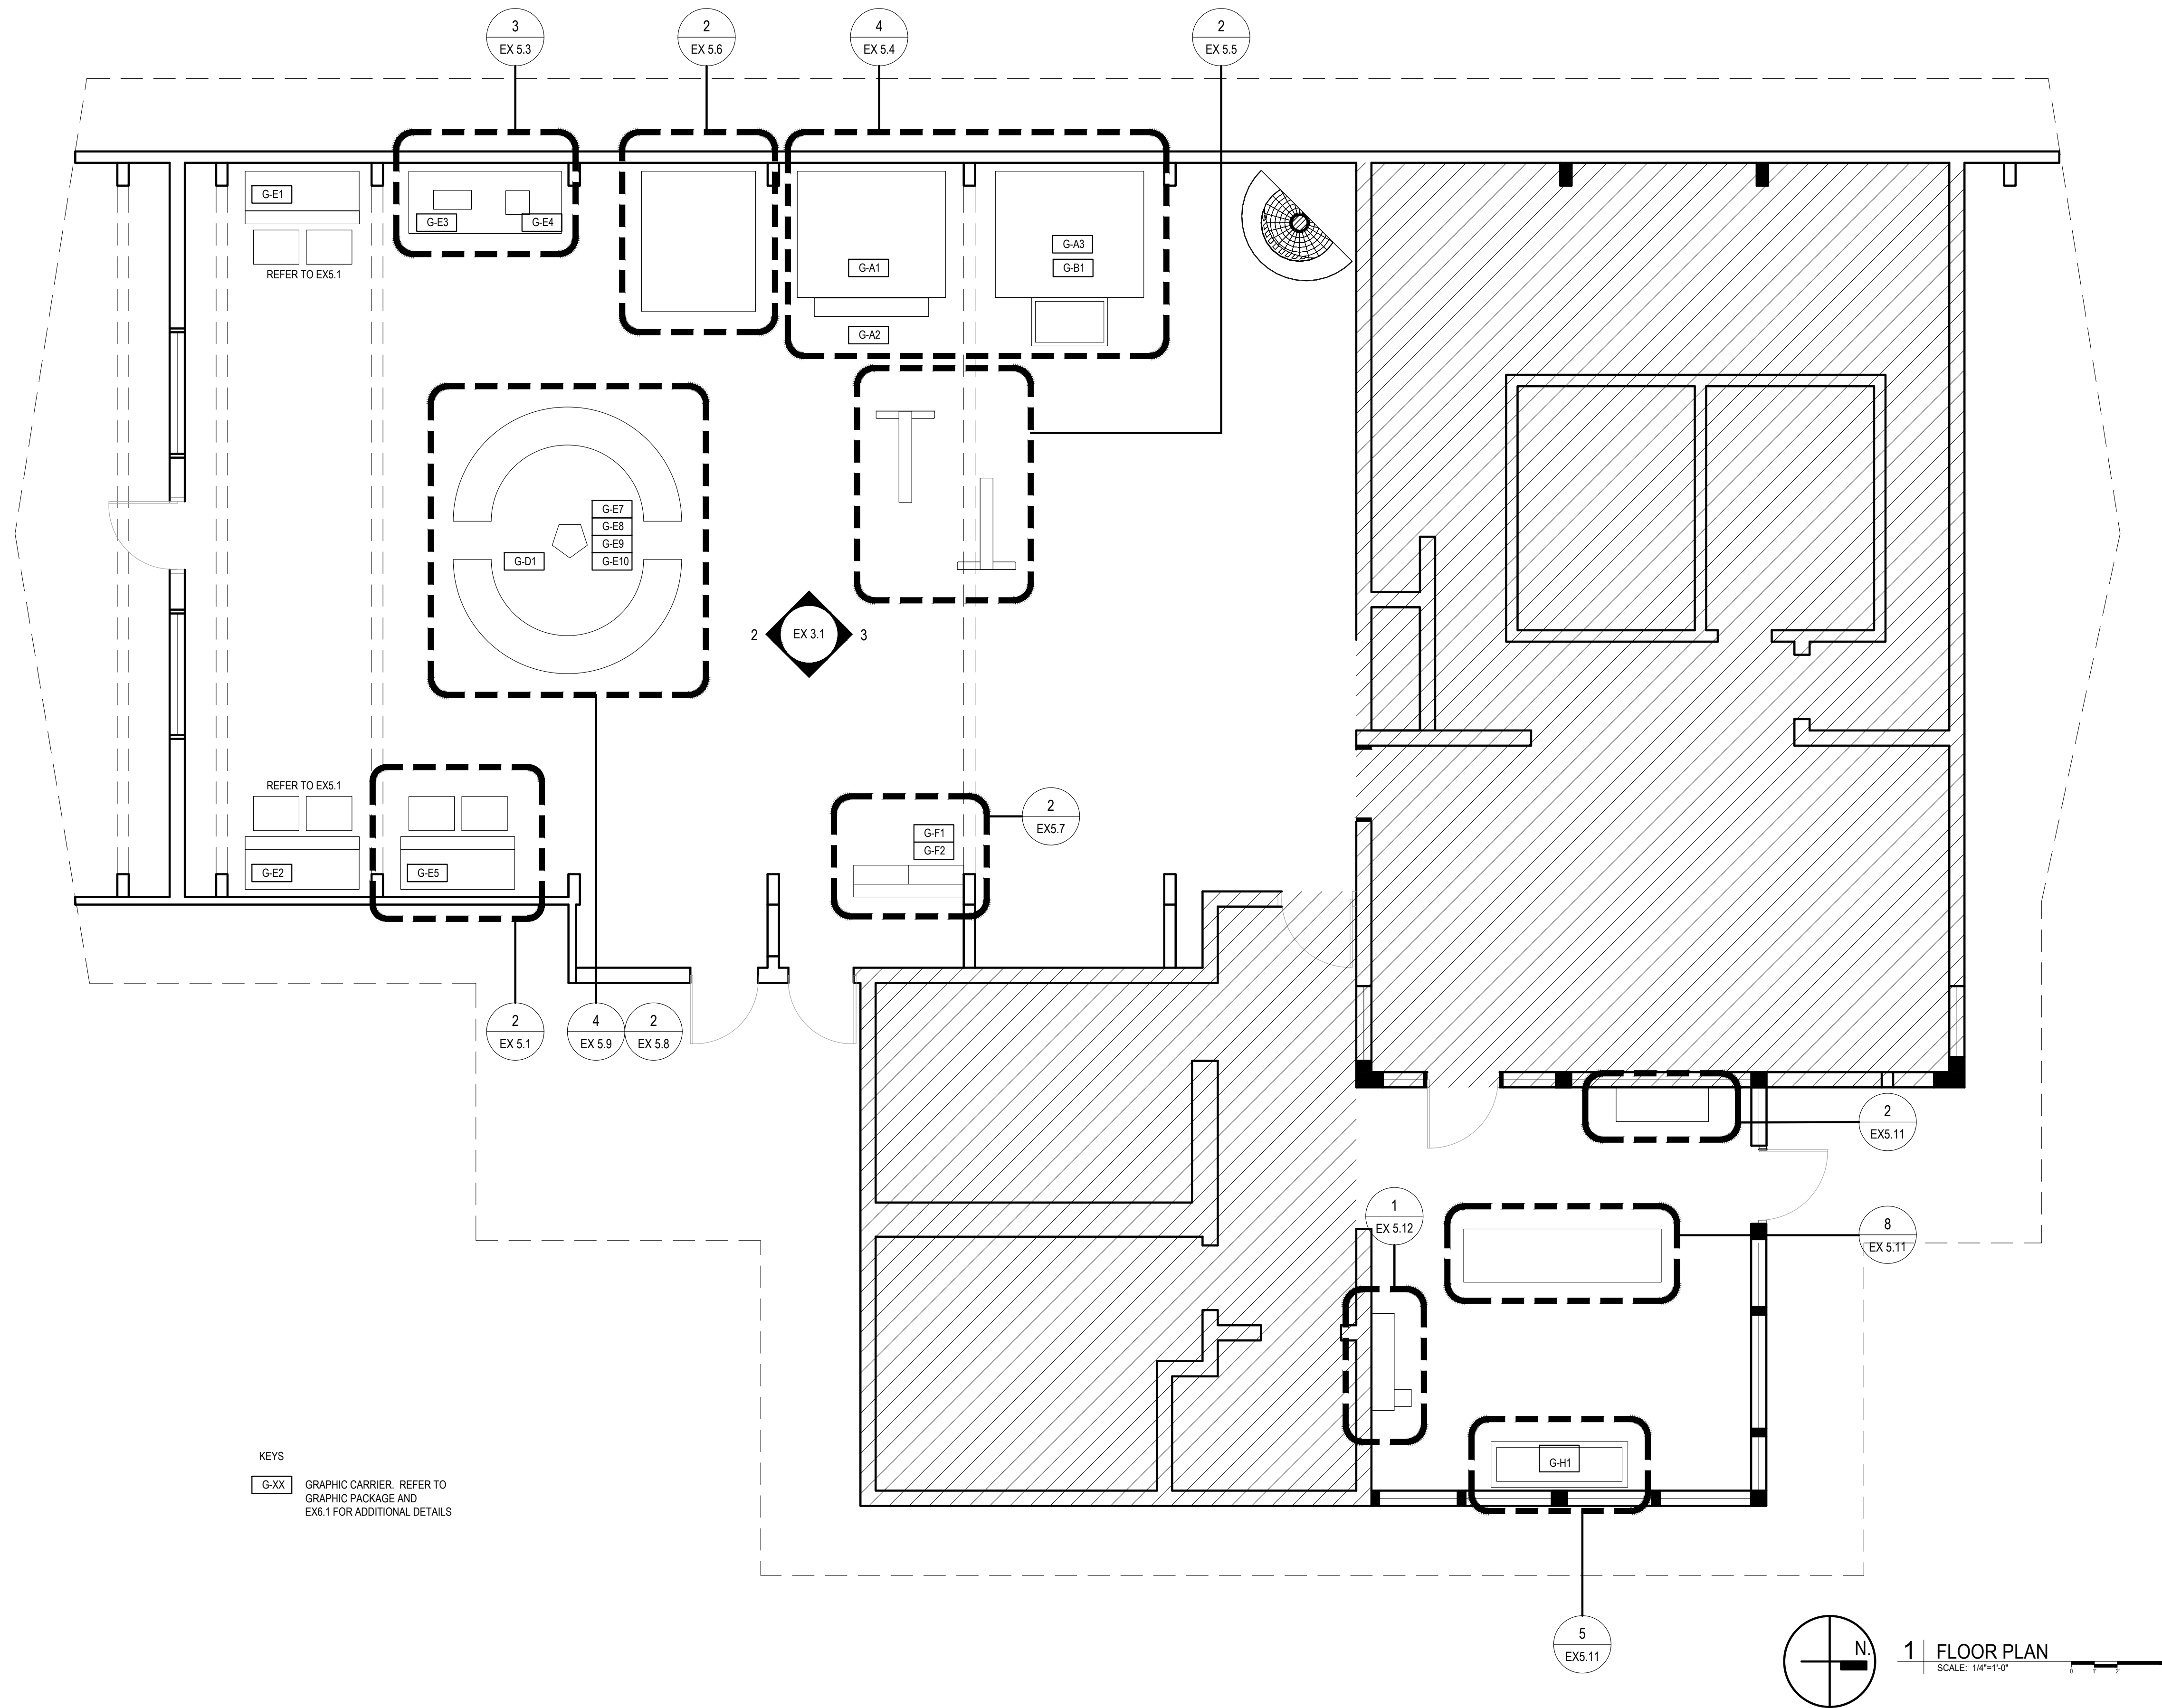 3
EX 5.3
2
EX 5.6
4
EX 5.4
2
EX 5.5
G-E1
REFER TO EX5.1
G-E3
G-E4
G-A1
G-A2
G-A3
G-B1
G-E7
G-E8
G-E9
G-E10
G-D1
2
EX 3.1
3
REFER TO EX5.1
G-E2
G-E5
G-F1
G-F2
2
EX5.7
2
EX 5.1
4
EX 5.9
2
EX 5.8
2
EX5.11
1
EX 5.12
8
EX 5.11
G-H1
KEYS
G-XX
GRAPHIC CARRIER. REFER TO
GRAPHIC PACKAGE AND
EX6.1 FOR ADDITIONAL DETAILS
5
EX5.11
N.
1
FLOOR PLAN
SCALE: 1/4"=1'-0"
0 1' 2'